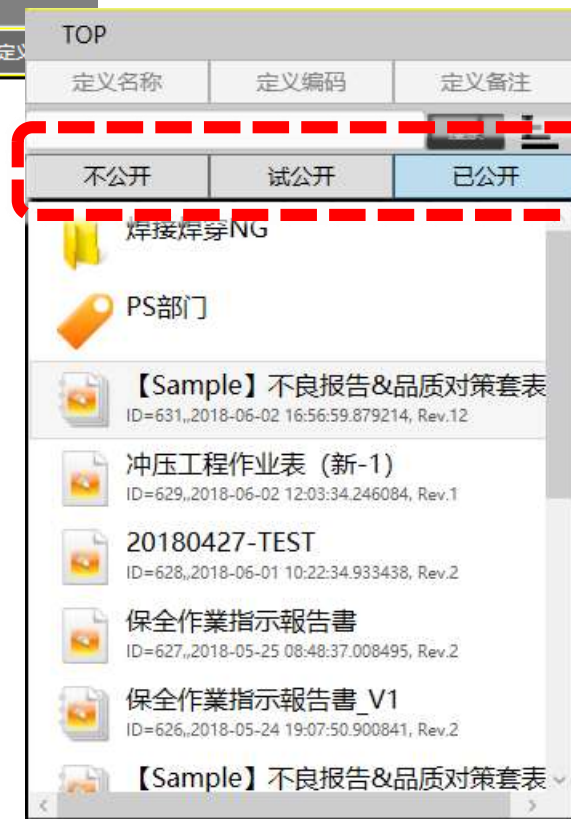 定义
TOP
定义名称 定义编码 定义备注
不公开 试公开 已公开
焊接焊穿NG
PS部门
【Sample】不良报告&品质对策套表
ID=631,,2018-06-02 16:56:59.879214, Rev.12
冲压工程作业表（新-1）
ID=629,,2018-06-02 12:03:34.246084, Rev.1
20180427-TEST
ID=628,,2018-06-01 10:22:34.933438, Rev.2
保全作業指示報告書
ID=627,,2018-05-25 08:48:37.008495, Rev.2
保全作業指示報告書_V1
ID=626,,2018-05-24 19:07:50.900841, Rev.2
【Sample】不良报告&品质对策套表